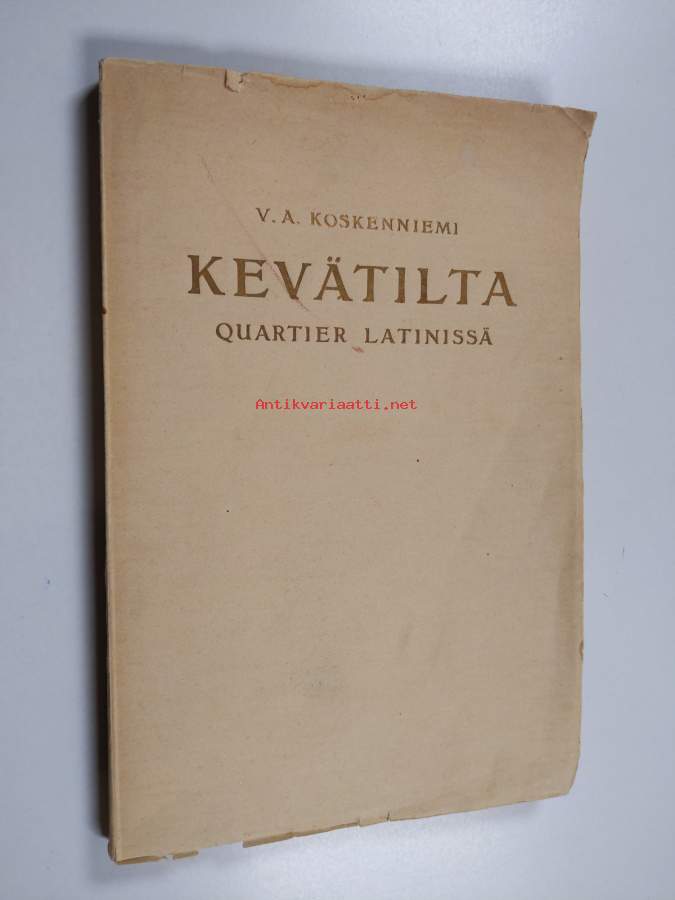 V. A. KOSKENNIEMI
KEVÄTILTA
QUARTIER LATINISSÄ
Antikvariaatti.net